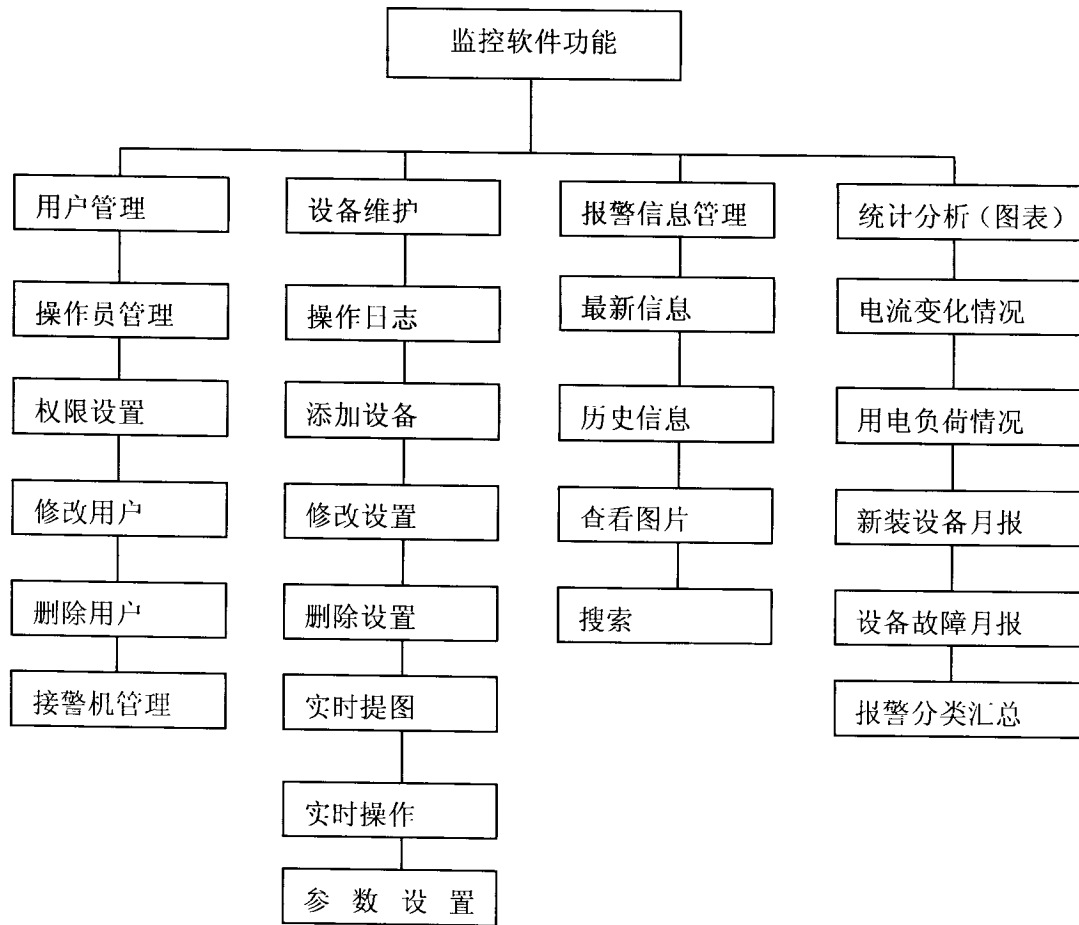 监控软件功能
用户管理
操作员管理
权限设置
修改用户
删除用户
接警机管理
设备维护
操作日志
添加设备
修改设置
删除设置
实时提图
实时操作
参数设置
报警信息管理
最新信息
历史信息
查看图片
搜索
统计分析（图表）
电流变化情况
用电负荷情况
新装设备月报
设备故障月报
报警分类汇总